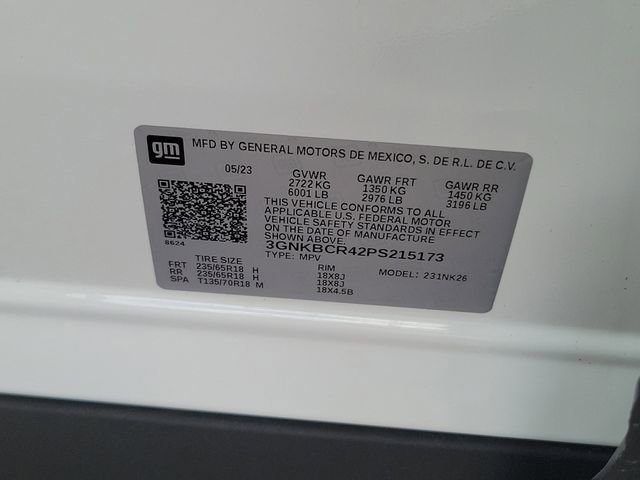 gm MFD BY GENERAL MOTORS DE MEXICO, S. DE R.L. DE C.V.
05/23 GVWR GAWR FRT GAWR RR
2722 KG 1350 KG 1450 KG
6001 LB 2976 LB 3196 LB
THIS VEHICLE CONFORMS TO ALL
APPLICABLE U.S. FEDERAL MOTOR
VEHICLE SAFETY STANDARDS IN
EFFECT ON THE DATE OF MANUFACTURE
SHOWN ABOVE.
8624 3GNKBCR42PS215173
TYPE: MPV MODEL: 231NK26
TIRE SIZE RIM
FRT 235/65R18 H 18X8J
RR 235/65R18 H 18X8J
SPA T135/70R18 M 18X4.5B